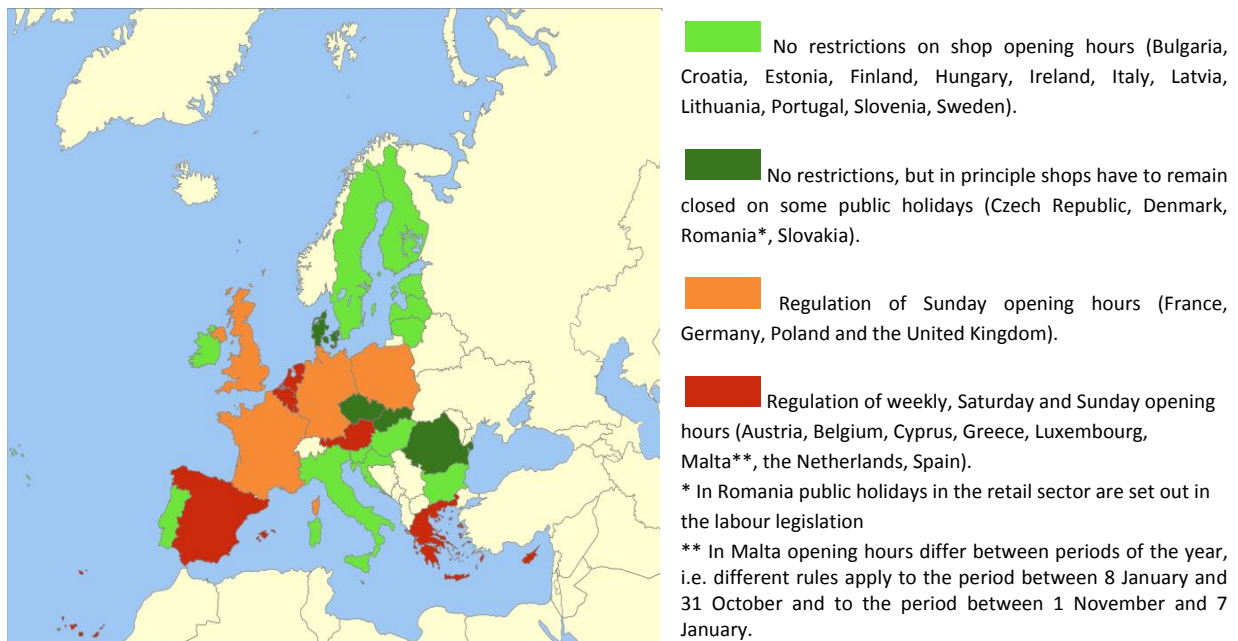 No restrictions on shop opening hours (Bulgaria,
Croatia, Estonia, Finland, Hungary, Ireland, Italy, Latvia,
Lithuania, Portugal, Slovenia, Sweden).
No restrictions, but in principle shops have to remain
closed on some public holidays (Czech Republic, Denmark,
Romania*, Slovakia).
Regulation of Sunday opening hours (France,
Germany, Poland and the United Kingdom).
Regulation of weekly, Saturday and Sunday opening
hours (Austria, Belgium, Cyprus, Greece, Luxembourg,
Malta**, the Netherlands, Spain).
* In Romania public holidays in the retail sector are set out in
the labour legislation
** In Malta opening hours differ between periods of the year,
i.e. different rules apply to the period between 8 January and
31 October and to the period between 1 November and 7
January.